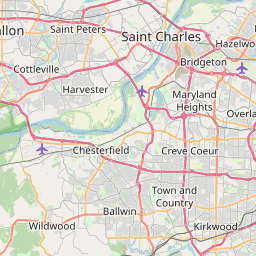 allon
Saint Peters
Saint Charles
Hazelwoo
Bridgeton
Cottleville
Harvester
Maryland
Heights
Overla
Chesterfield
Creve Coeur
Town and
Country
Ballwin
Wildwood
Kirkwood